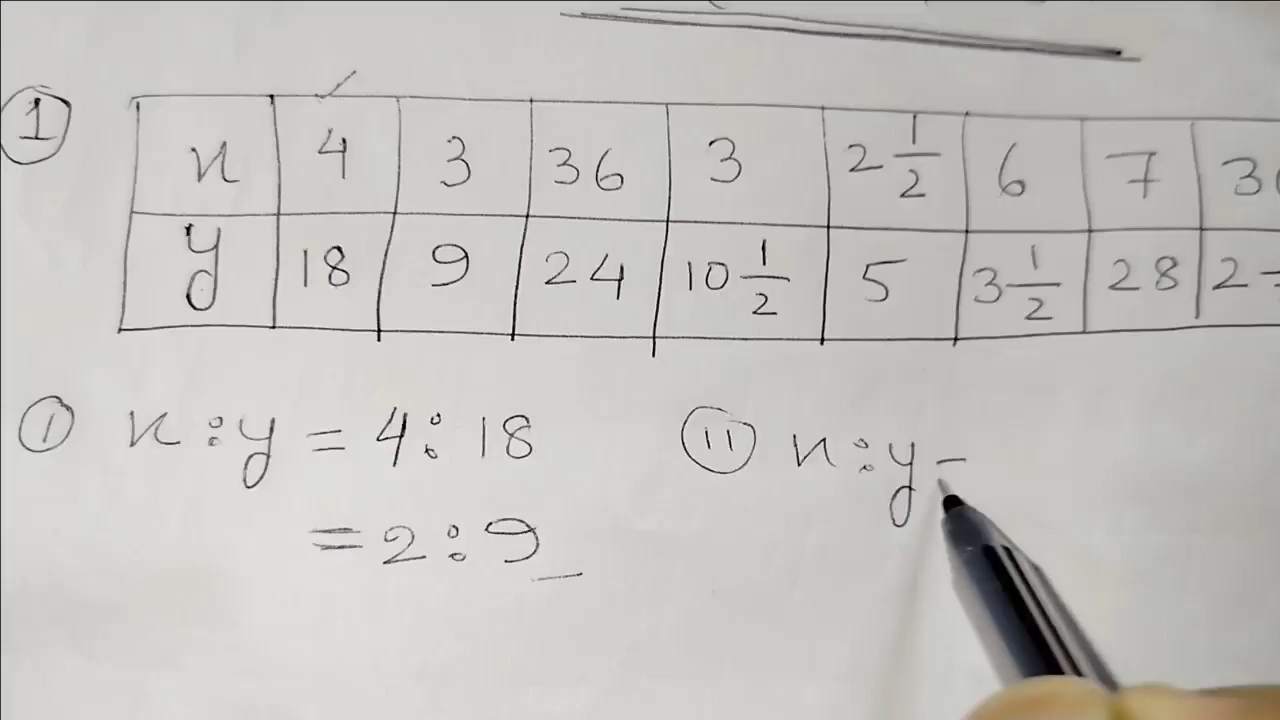 ①
x 4 3 36 3 2 1/2 6 7
y 18 9 24 10 1/2 5 3 1/2 28
ⓘ x : y = 4 : 18
= 2 : 9
(ii) x : y =